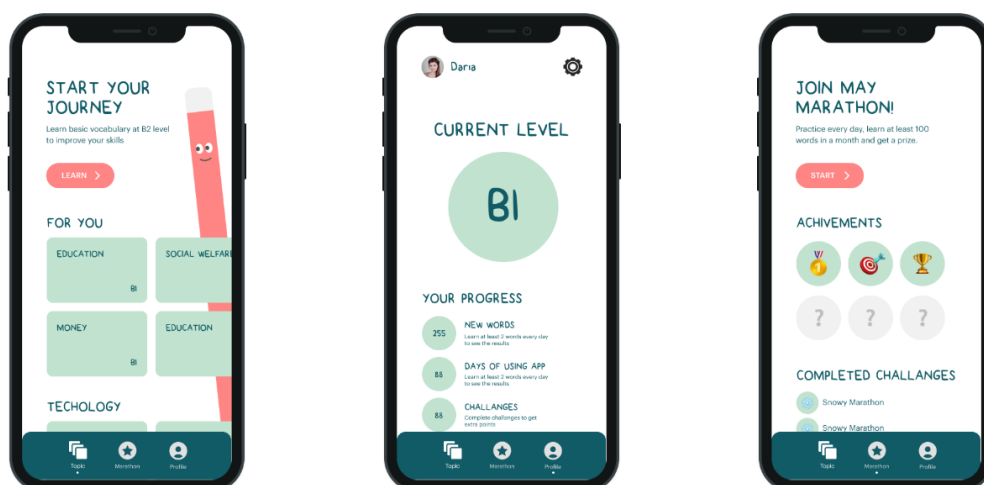 START YOUR
JOURNEY
Learn basic vocabulary at B2 level
to improve your skills
LEARN
FOR YOU
EDUCATION
B1
SOCIAL WELFARE
MONEY
B1
EDUCATION
TECHOLOGY
Topic
Marathon
Profile
Daria
CURRENT LEVEL
B1
YOUR PROGRESS
255
NEW WORDS
Learn at least 2 words every day
to see the results
88
DAYS OF USING APP
Learn at least 2 words every day
to see the results
88
CHALLANGES
Complete challenges to get
extra points
Topic
Marathon
Profile
JOIN MAY
MARATHON!
Practice every day, learn at least 100
words in a month and get a prize.
START
ACHIVEMENTS
1
? ? ?
COMPLETED CHALLANGES
Snowy Marathon
Snowy Marathon
Topic
Marathon
Profile